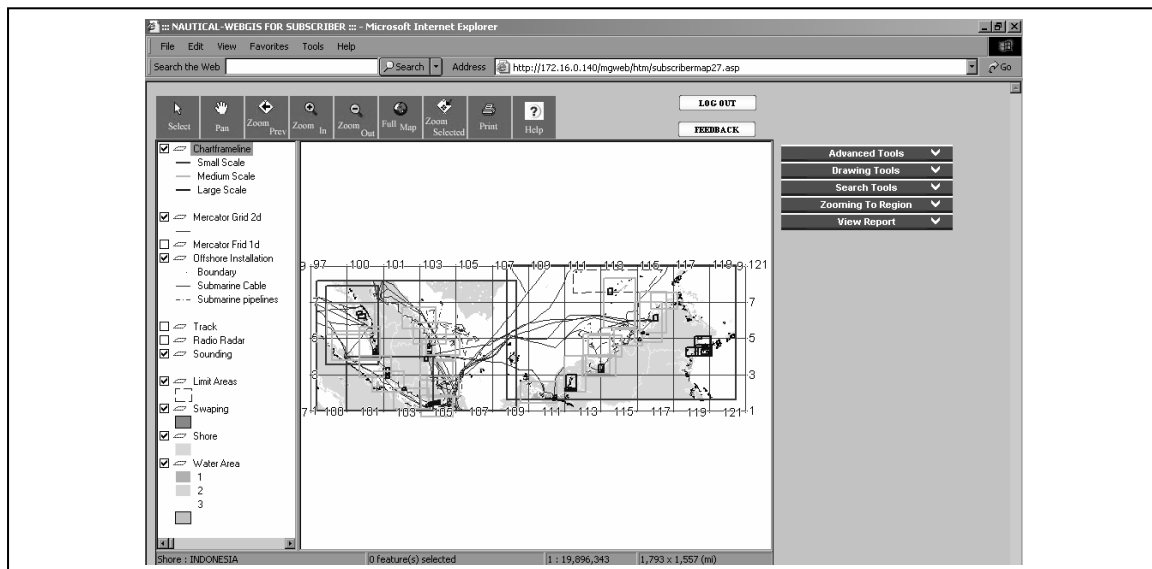 ::: NAUTICAL-WEBGIS FOR SUBSCRIBER ::: - Microsoft Internet Explorer
File Edit View Favorites Tools Help
Search the Web Search Address http://172.16.0.140/mgweb/htm/subscribermap27.asp Go
Select Pan Zoom Prev Zoom In Zoom Out Full Map Zoom Selected Print Help
LOG OUT
FEEDBACK
Chartframeline
Small Scale
Medium Scale
Large Scale
Mercator Grid 2d
Mercator Frid 1d
Offshore Installation
Boundary
Submarine Cable
Submarine pipelines
Track
Radio Radar
Sounding
Limit Areas
Swaping
Shore
Water Area
1
2
3
9 97 100 101 103 105 107 109 111 113 115 117 119 9 121
7
5 5
3 3
7 1 100 101 103 105 107 109 111 113 115 117 119 121 1
Advanced Tools
Drawing Tools
Search Tools
Zooming To Region
View Report
Shore : INDONESIA 0 feature(s) selected 1 : 19,896,343 1,793 x 1,557 (mi)